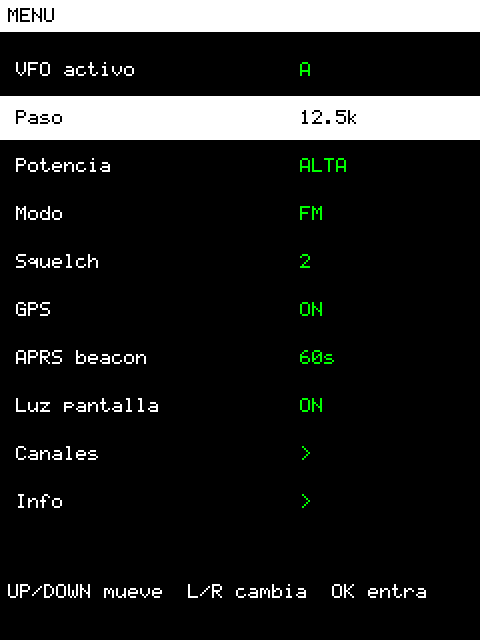 MENU
VFO activo A
Paso 12.5k
Potencia ALTA
Modo FM
Squelch 2
GPS ON
APRS beacon 60s
Luz pantalla ON
Canales >
Info >
UP/DOWN mueve L/R cambia OK entra